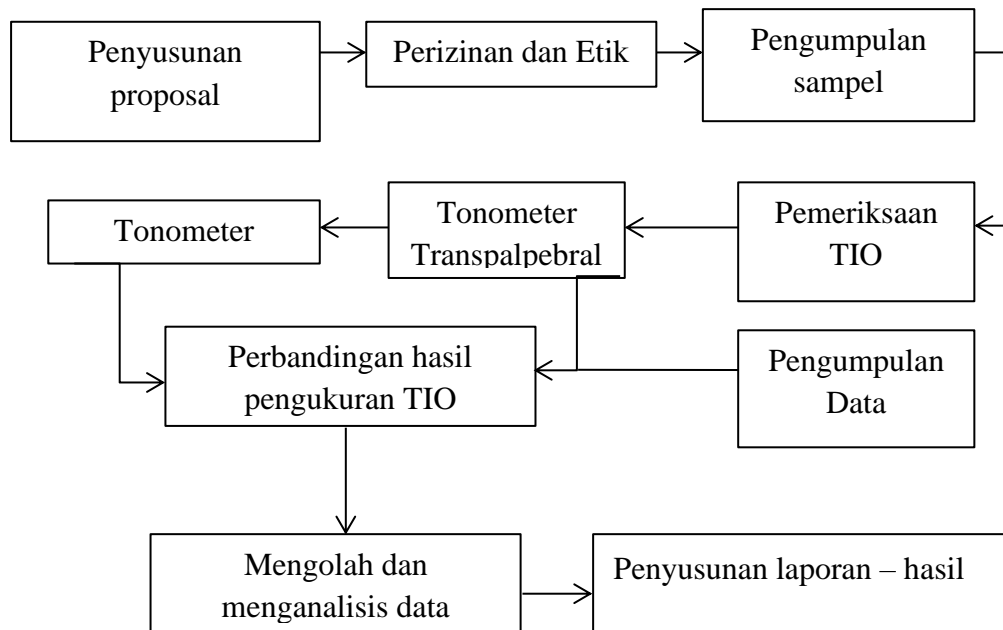 Penyusunan
proposal
Perizinan dan Etik
Pengumpulan
sampel
Tonometer
Tonometer
Transpalpebral
Pemeriksaan
TIO
Perbandingan hasil
pengukuran TIO
Pengumpulan
Data
Mengolah dan
menganalisis data
Penyusunan laporan – hasil